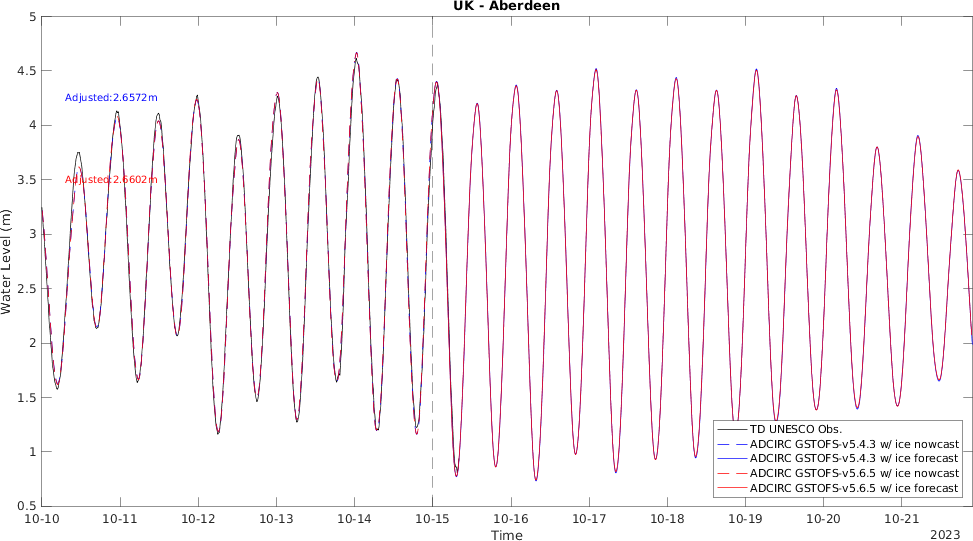 UK - Aberdeen
5
4.5
4
3.5
3
2.5
2
1.5
1
0.5
Water Level (m)
Adjusted:2.6572m
Adjusted:2.6602m
TD UNESCO Obs.
ADCIRC GSTOFS-v5.4.3 w/ ice nowcast
ADCIRC GSTOFS-v5.4.3 w/ ice forecast
ADCIRC GSTOFS-v5.6.5 w/ ice nowcast
ADCIRC GSTOFS-v5.6.5 w/ ice forecast
10-10 10-11 10-12 10-13 10-14 10-15 10-16 10-17 10-18 10-19 10-20 10-21
Time
2023